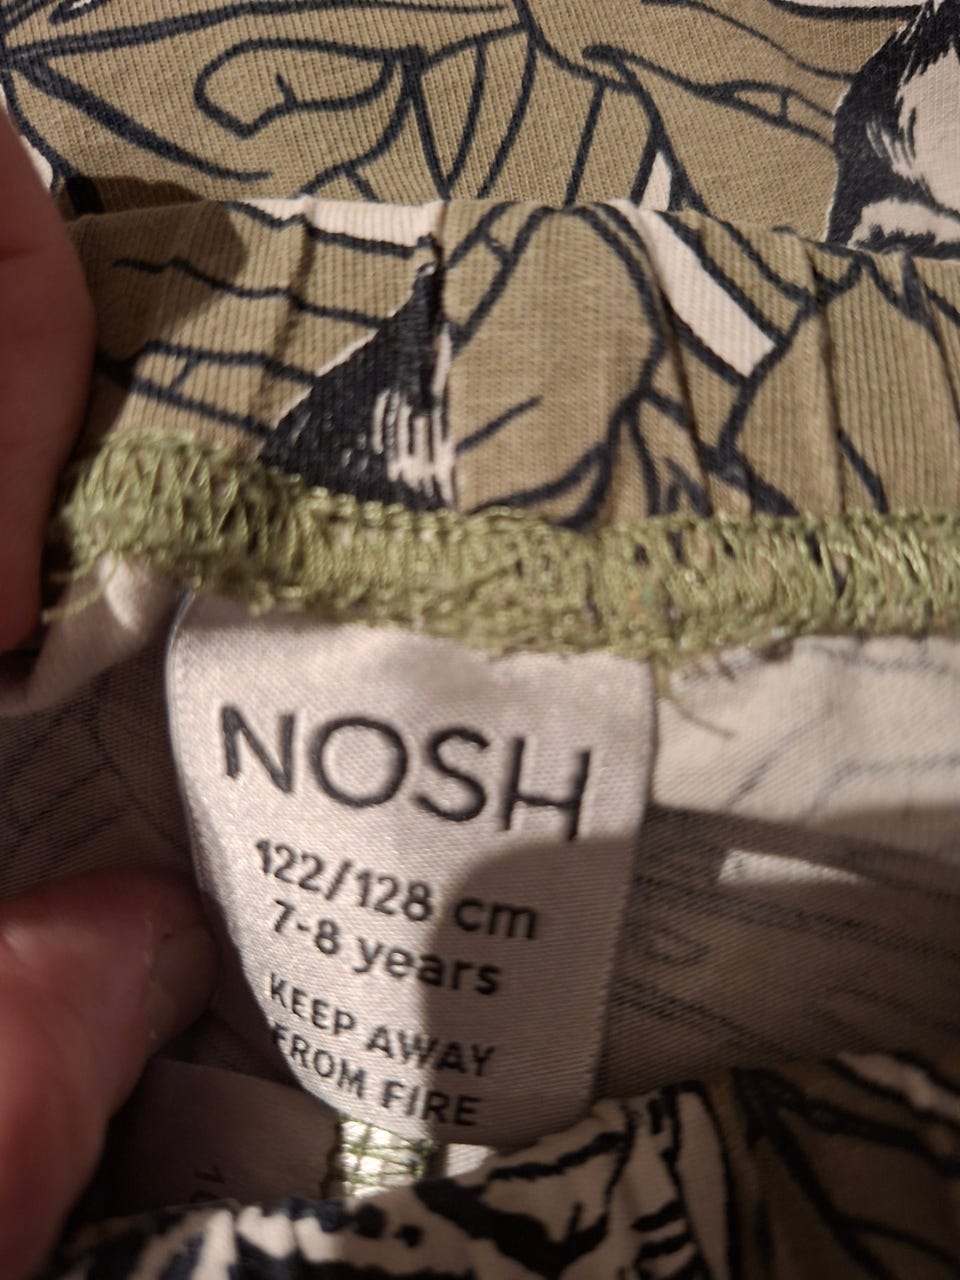 NOSH
122/128 cm
7-8 years
KEEP AWAY
FROM FIRE